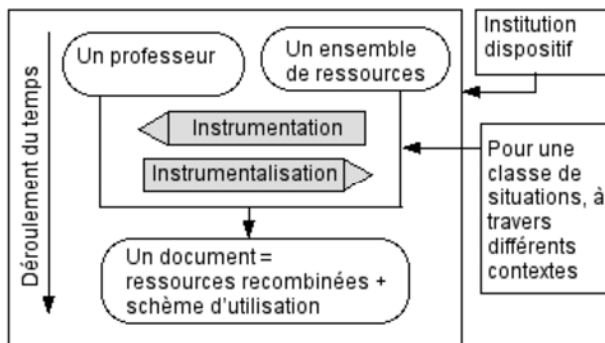 Déroulement du temps
Un professeur
Un ensemble
de ressources
Instrumentation
Instrumentalisation
Un document =
ressources recombinées +
schème d'utilisation
Institution
dispositif
Pour une
classe de
situations, à
travers
différents
contextes